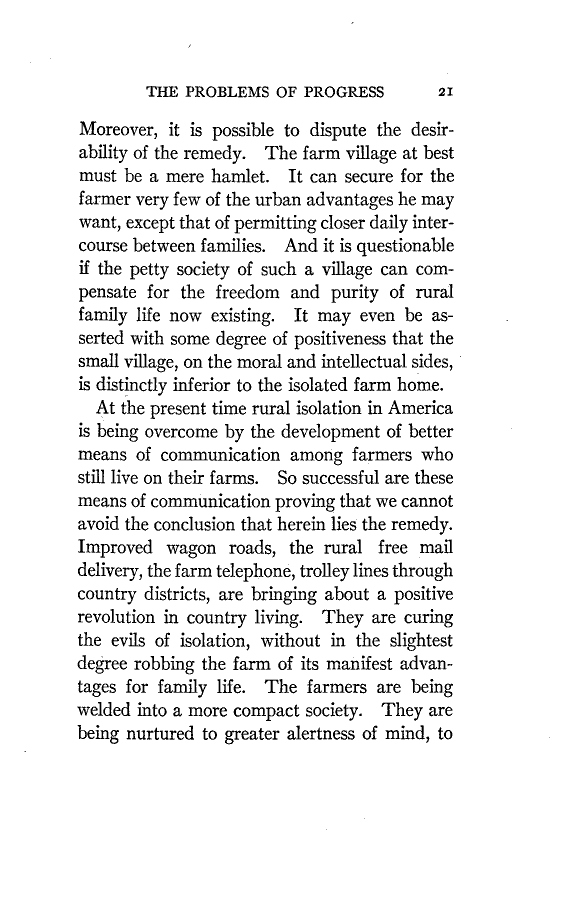 THE PROBLEMS OF PROGRESS 21
Moreover, it is possible to dispute the desir-
ability of the remedy. The farm village at best
must be a mere hamlet. It can secure for the
farmer very few of the urban advantages he may
want, except that of permitting closer daily inter-
course between families. And it is questionable
if the petty society of such a village can com-
pensate for the freedom and purity of rural
family life now existing. It may even be as-
serted with some degree of positiveness that the
small village, on the moral and intellectual sides,
is distinctly inferior to the isolated farm home.
At the present time rural isolation in America
is being overcome by the development of better
means of communication among farmers who
still live on their farms. So successful are these
means of communication proving that we cannot
avoid the conclusion that herein lies the remedy.
Improved wagon roads, the rural free mail
delivery, the farm telephone, trolley lines through
country districts, are bringing about a positive
revolution in country living. They are curing
the evils of isolation, without in the slightest
degree robbing the farm of its manifest advan-
tages for family life. The farmers are being
welded into a more compact society. They are
being nurtured to greater alertness of mind, to